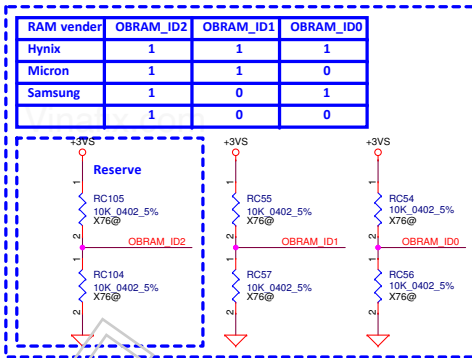 RAM vender OBRAM_ID2 OBRAM_ID1 OBRAM_ID0
Hynix 1 1 1
Micron 1 1 0
Samsung 1 0 1
1 0 0
+3VS +3VS +3VS
Reserve
1 1 1
RC105 RC55 RC54
10K_0402_5% 10K_0402_5% 10K_0402_5%
X76@ X76@ X76@
2 2 2
OBRAM_ID2 OBRAM_ID1 OBRAM_ID0
1 1 1
RC104 RC57 RC56
10K_0402_5% 10K_0402_5% 10K_0402_5%
X76@ X76@ X76@
2 2 2